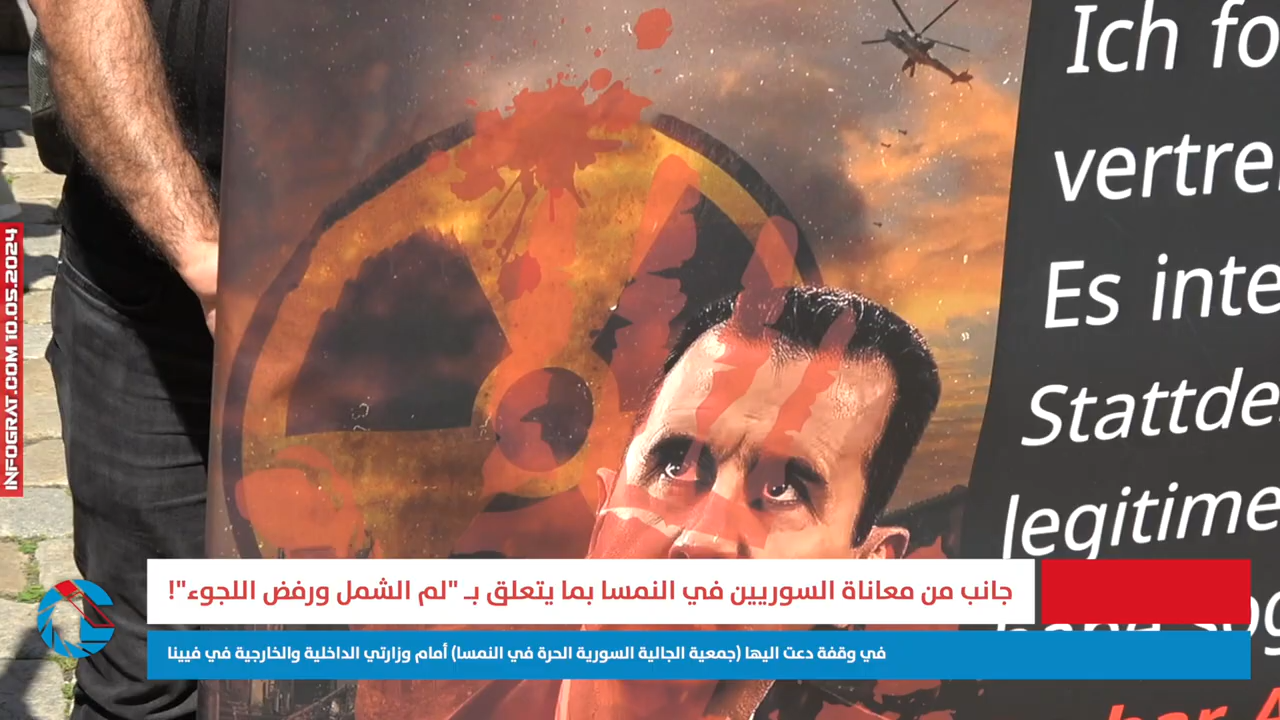 Ich fo
vertre
Es inte
Stattde
legitime
INFOGRAT.COM 10.05.2024
جانب من معاناة السوريين في النمسا بما يتعلق بـ "لم الشمل ورفض اللجوء"!
في وقفة دعت اليها (جمعية الجالية السورية الحرة في النمسا) أمام وزارتي الداخلية والخارجية في فيينا